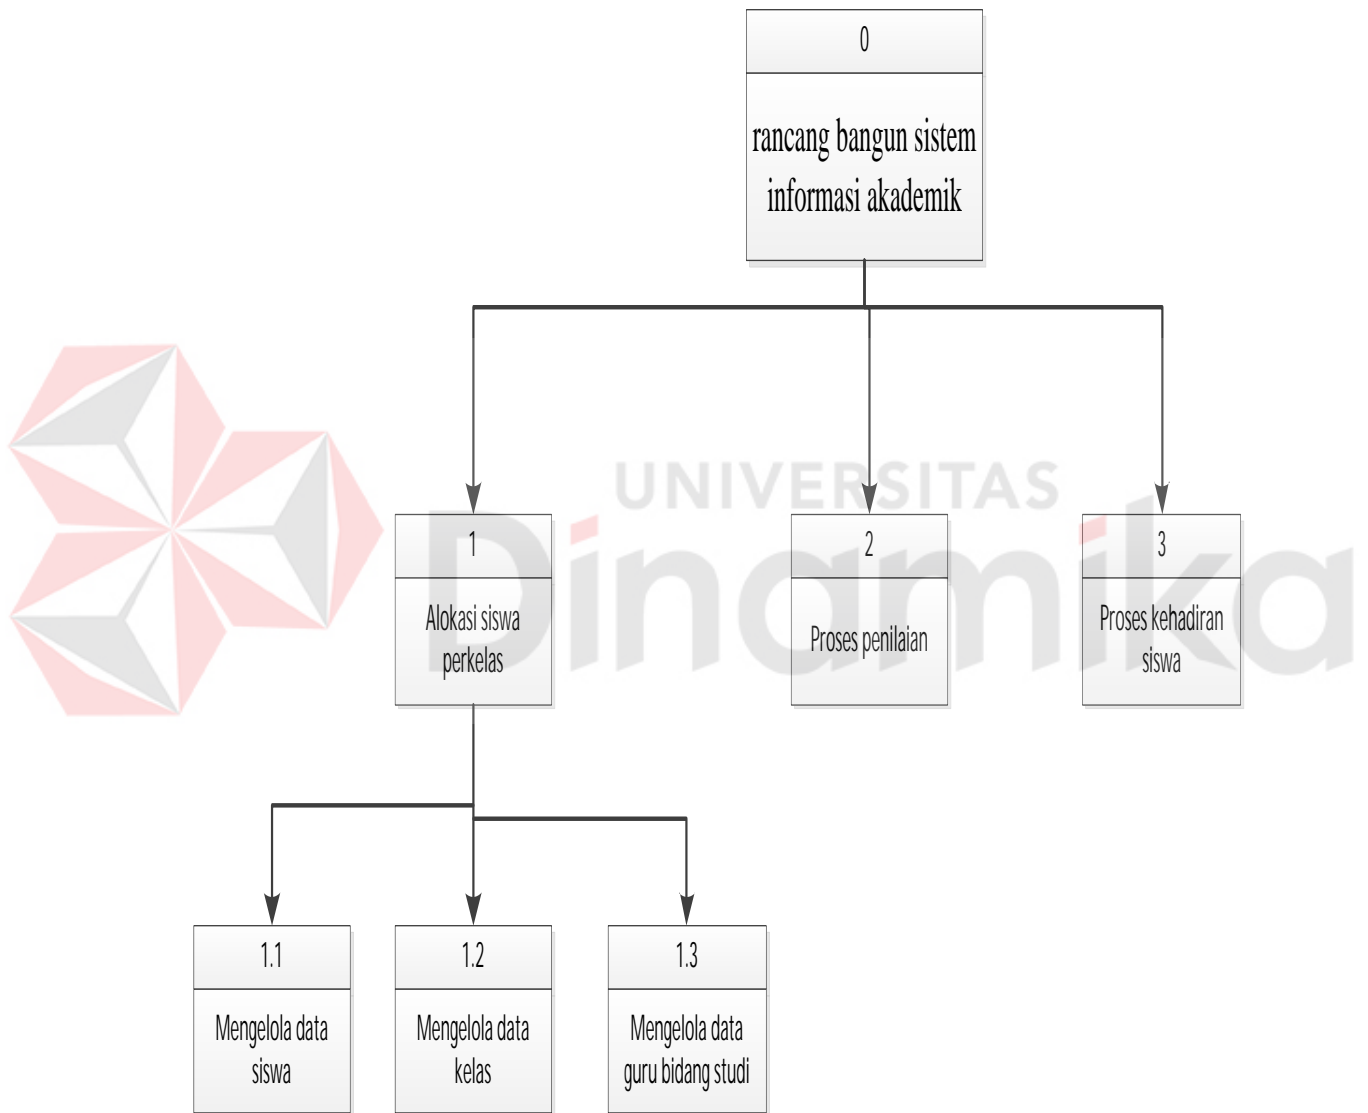 0
rancang bangun sistem
informasi akademik
UNIVERSITAS
Dinamika
1
Alokasi siswa
perkelas
2
Proses penilaian
3
Proses kehadiran
siswa
1.1
Mengelola data
siswa
1.2
Mengelola data
kelas
1.3
Mengelola data
guru bidang studi